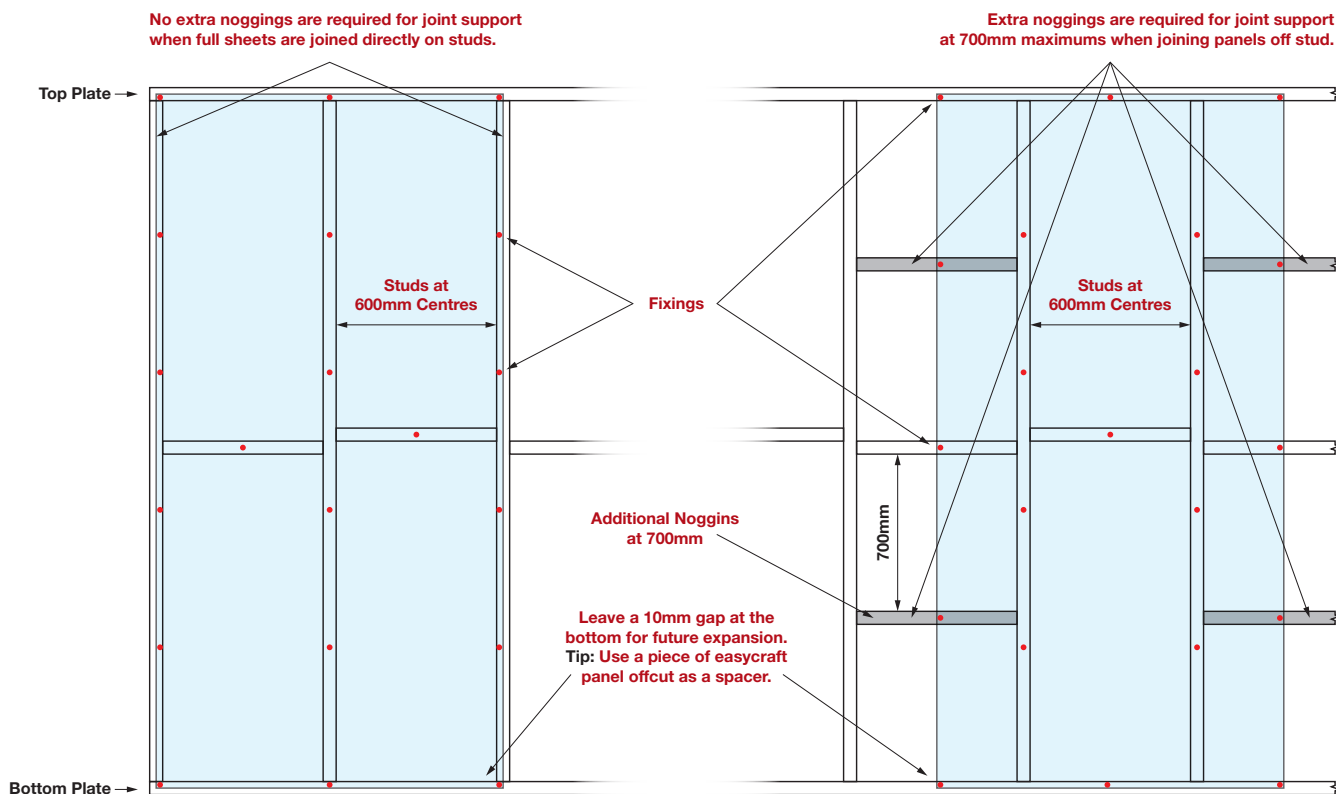 No extra noggings are required for joint support
when full sheets are joined directly on studs.
Extra noggings are required for joint support
at 700mm maximums when joining panels off stud.
Top Plate
Studs at
600mm Centres
Fixings
Studs at
600mm Centres
Additional Noggins
at 700mm
700mm
Leave a 10mm gap at the
bottom for future expansion.
Tip: Use a piece of easycraft
panel offcut as a spacer.
Bottom Plate